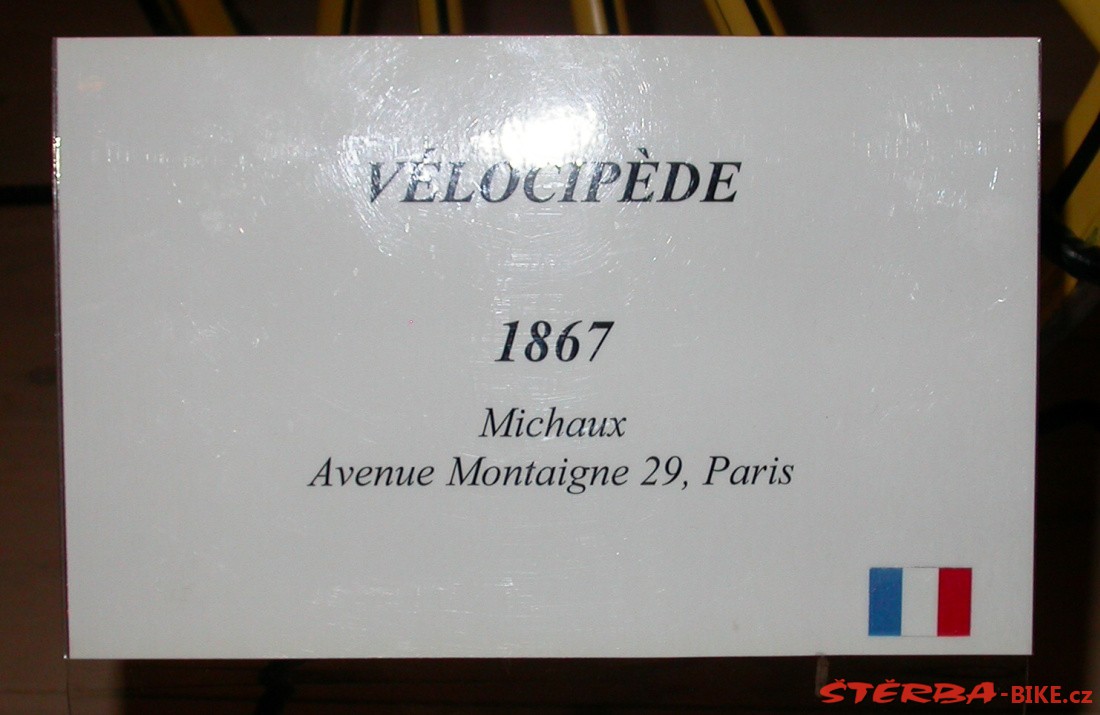 VÉLOCIPÈDE
1867
Michaux
Avenue Montaigne 29, Paris
ŠTĚRBA-BIKE.cz